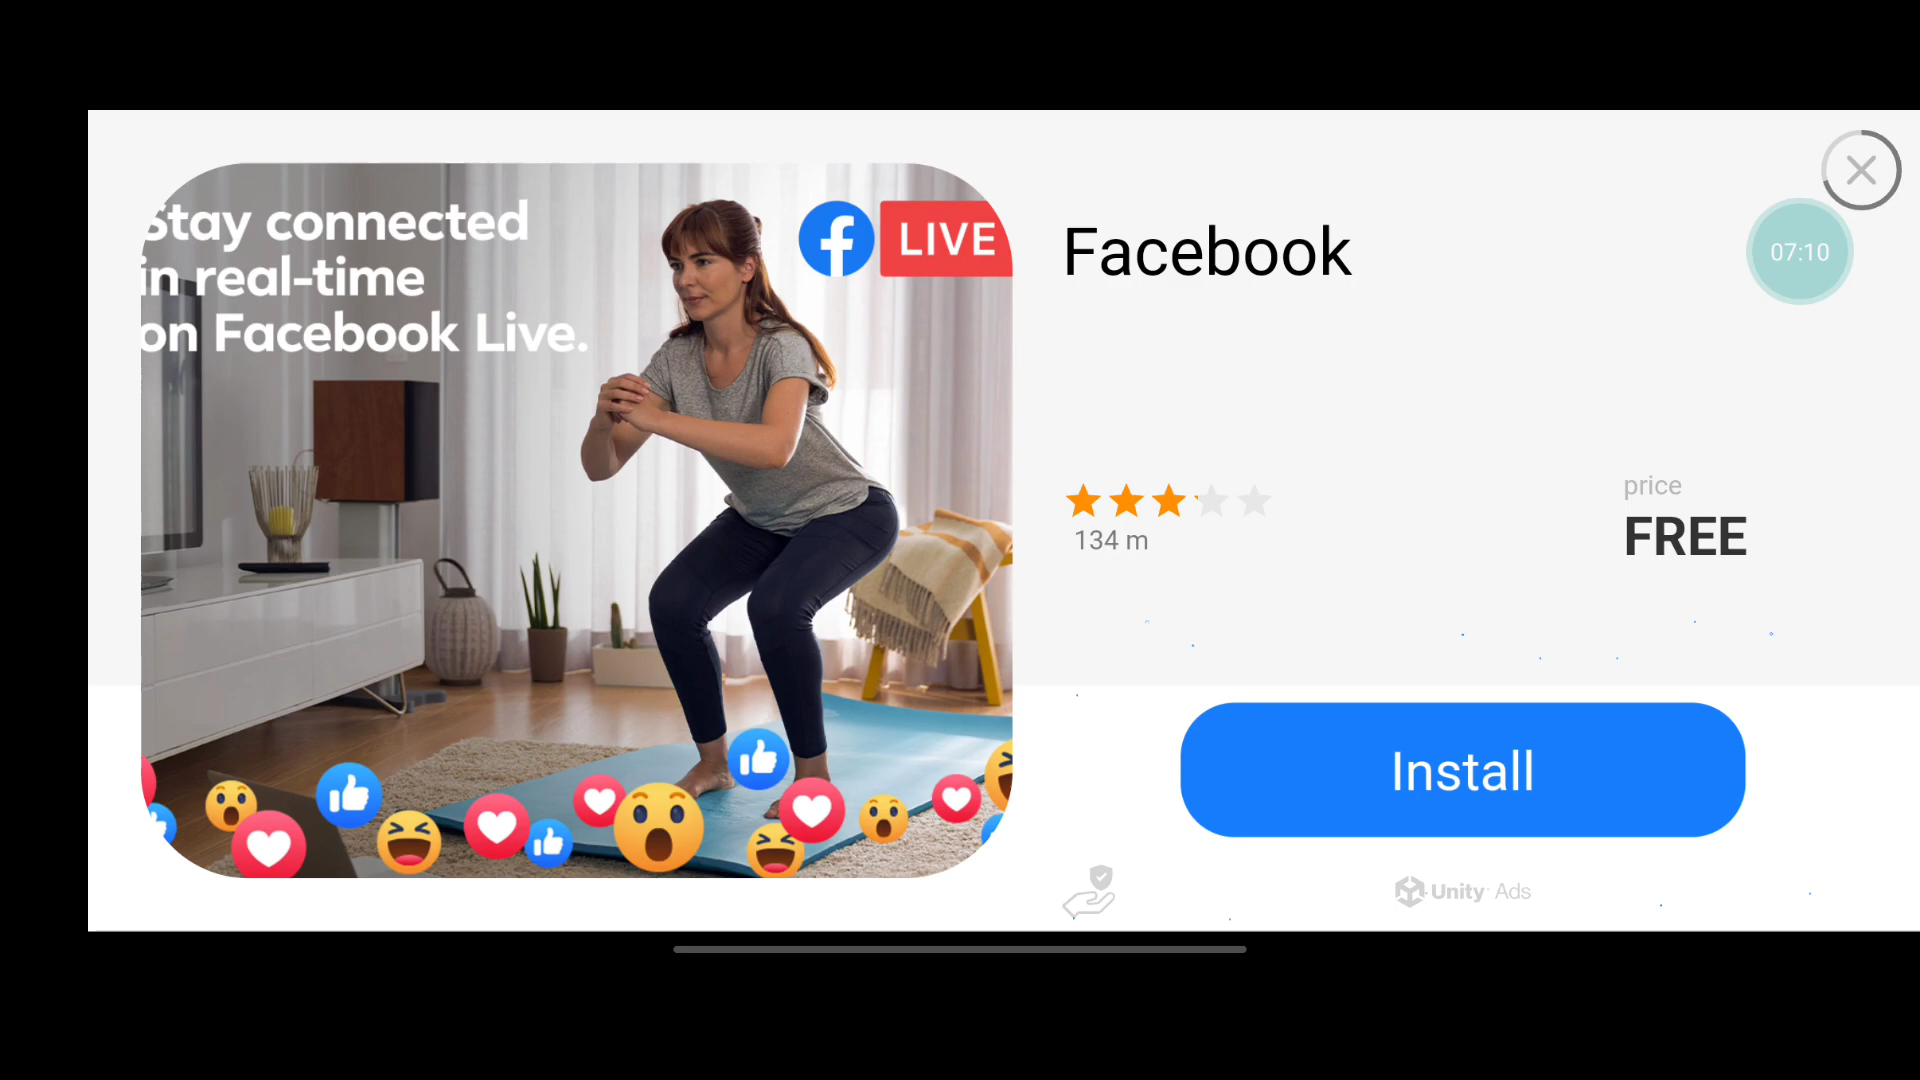 Stay connected
in real-time
on Facebook Live.
LIVE
Facebook
07:10
134 m
price
FREE
Install
Unity Ads